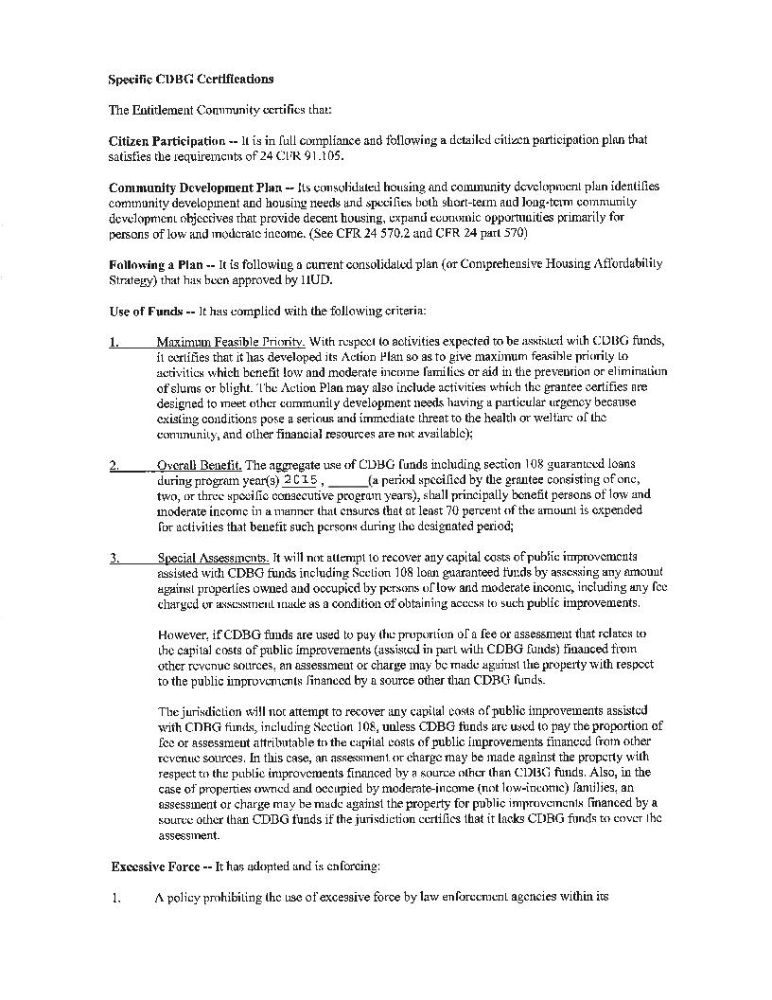 Specific CDBG Certifications
The Entitlement Community certifies that:
Citizen Participation -- It is in full compliance and following a detailed citizen participation plan that
satisfies the requirements of 24 CFR 91.105.
Community Development Plan -- Its consolidated housing and community development plan identifies
community development and housing needs and specifies both short-term and long-term community
development objectives that provide decent housing, expand economic opportunities primarily for
persons of low and moderate income. (See CFR 24 570.2 and CFR 24 part 570)
Following a Plan -- It is following a current consolidated plan (or Comprehensive Housing Affordability
Strategy) that has been approved by HUD.
Use of Funds -- It has complied with the following criteria:
1. Maximum Feasible Priority. With respect to activities expected to be assisted with CDBG funds,
it certifies that it has developed its Action Plan so as to give maximum feasible priority to
activities which benefit low and moderate income families or aid in the prevention or elimination
of slums or blight. The Action Plan may also include activities which the grantee certifies are
designed to meet other community development needs having a particular urgency because
existing conditions pose a serious and immediate threat to the health or welfare of the
community, and other financial resources are not available);
2. Overall Benefit. The aggregate use of CDBG funds including section 108 guaranteed loans
during program year(s) 2015 , ______(a period specified by the grantee consisting of one,
two, or three specific consecutive program years), shall principally benefit persons of low and
moderate income in a manner that ensures that at least 70 percent of the amount is expended
for activities that benefit such persons during the designated period;
3. Special Assessments. It will not attempt to recover any capital costs of public improvements
assisted with CDBG funds including Section 108 loan guaranteed funds by assessing any amount
against properties owned and occupied by persons of low and moderate income, including any fee
charged or assessment made as a condition of obtaining access to such public improvements.
However, if CDBG funds are used to pay the proportion of a fee or assessment that relates to
the capital costs of public improvements (assisted in part with CDBG funds) financed from
other revenue sources, an assessment or charge may be made against the property with respect
to the public improvements financed by a source other than CDBG funds.
The jurisdiction will not attempt to recover any capital costs of public improvements assisted
with CDBG funds, including Section 108, unless CDBG funds are used to pay the proportion of
fee or assessment attributable to the capital costs of public improvements financed from other
revenue sources. In this case, an assessment or charge may be made against the property with
respect to the public improvements financed by a source other than CDBG funds. Also, in the
case of properties owned and occupied by moderate-income (not low-income) families, an
assessment or charge may be made against the property for public improvements financed by a
source other than CDBG funds if the jurisdiction certifies that it lacks CDBG funds to cover the
assessment.
Excessive Force -- It has adopted and is enforcing:
1. A policy prohibiting the use of excessive force by law enforcement agencies within its